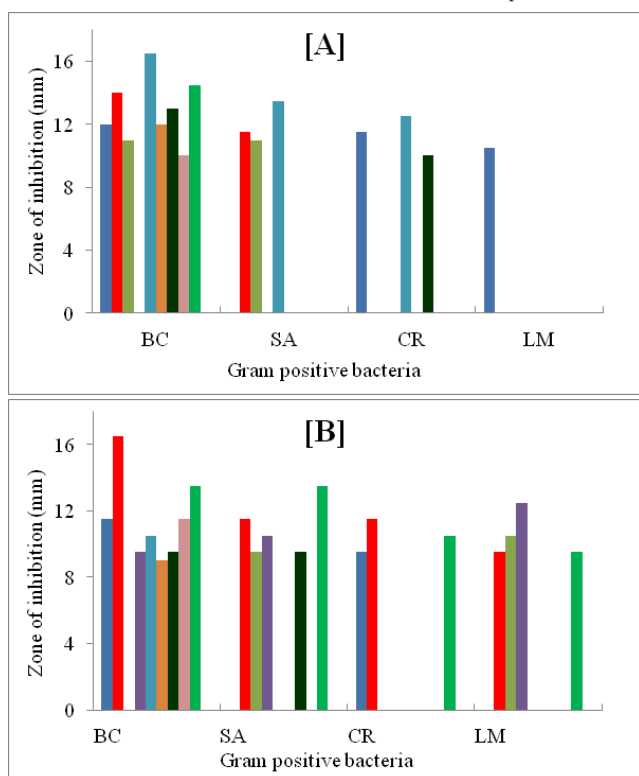 [A]
Zone of inhibition (mm)
16
12
8
4
0
BC SA CR LM
Gram positive bacteria
[B]
Zone of inhibition (mm)
16
12
8
4
0
BC SA CR LM
Gram positive bacteria